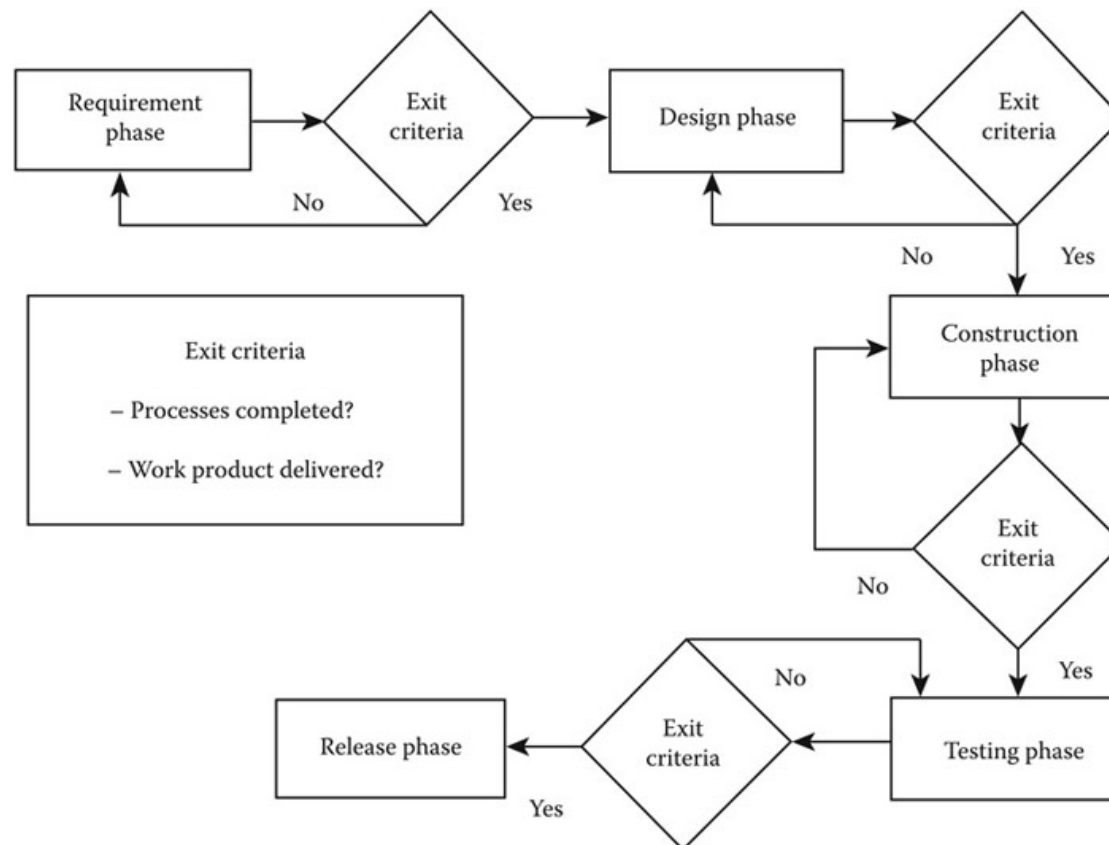 Requirement
phase
Exit
criteria
No
Yes
Design phase
Exit
criteria
No
Yes
Exit criteria
– Processes completed?
– Work product delivered?
Construction
phase
Exit
criteria
No
Yes
Testing phase
No
Exit
criteria
Yes
Release phase